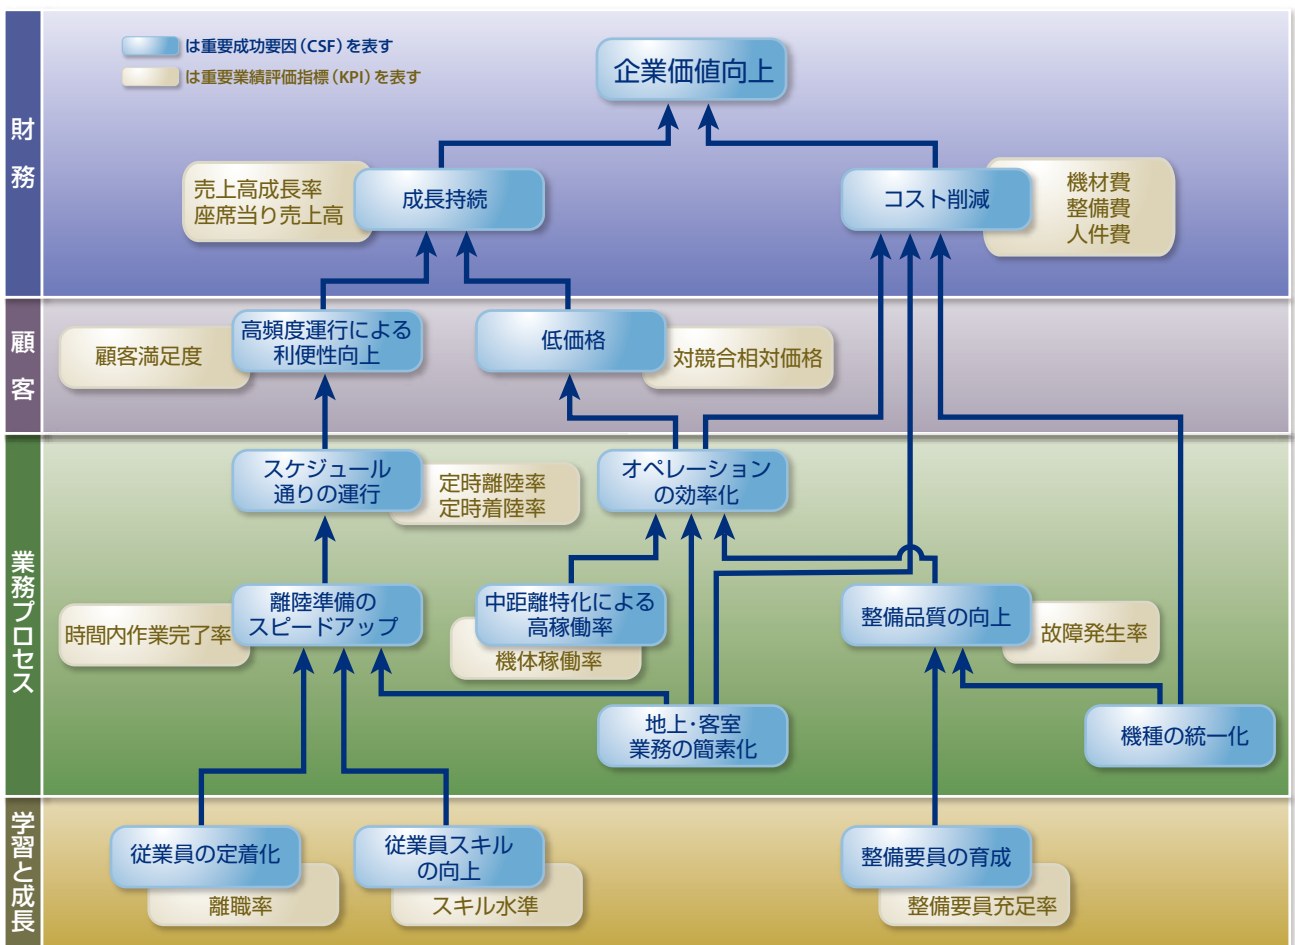 は重要成功要因（CSF）を表す
は重要業績評価指標（KPI）を表す
財務
企業価値向上
売上高成長率
座席当り売上高
成長持続
コスト削減
機材費
整備費
人件費
顧客
顧客満足度
高頻度運行による
利便性向上
低価格
対競合相対価格
業務プロセス
スケジュール
通りの運行
定時離陸率
定時着陸率
オペレーション
の効率化
時間内作業完了率
離陸準備の
スピードアップ
中距離特化による
高稼働率
機体稼働率
整備品質の向上
故障発生率
地上・客室
業務の簡素化
機種の統一化
学習と成長
従業員の定着化
離職率
従業員スキル
の向上
スキル水準
整備要員の育成
整備要員充足率